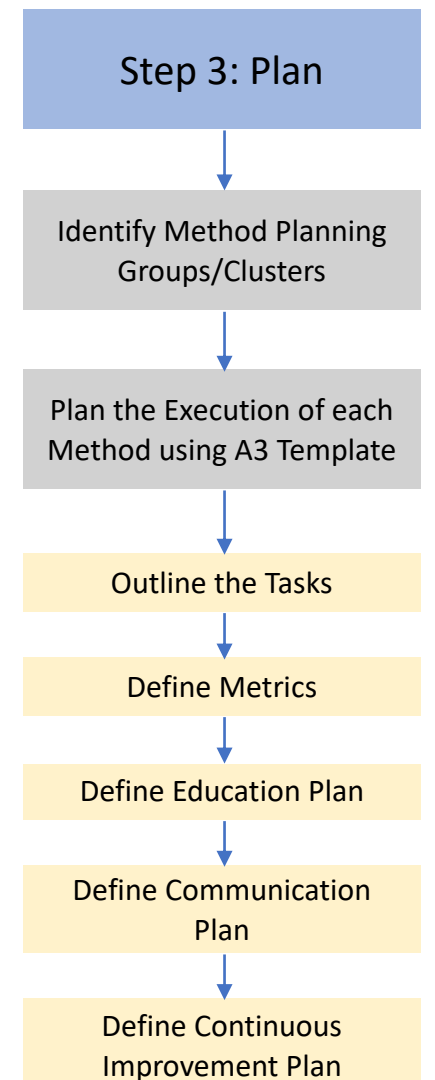 Step 3: Plan
Identify Method Planning
Groups/Clusters
Plan the Execution of each
Method using A3 Template
Outline the Tasks
Define Metrics
Define Education Plan
Define Communication
Plan
Define Continuous
Improvement Plan